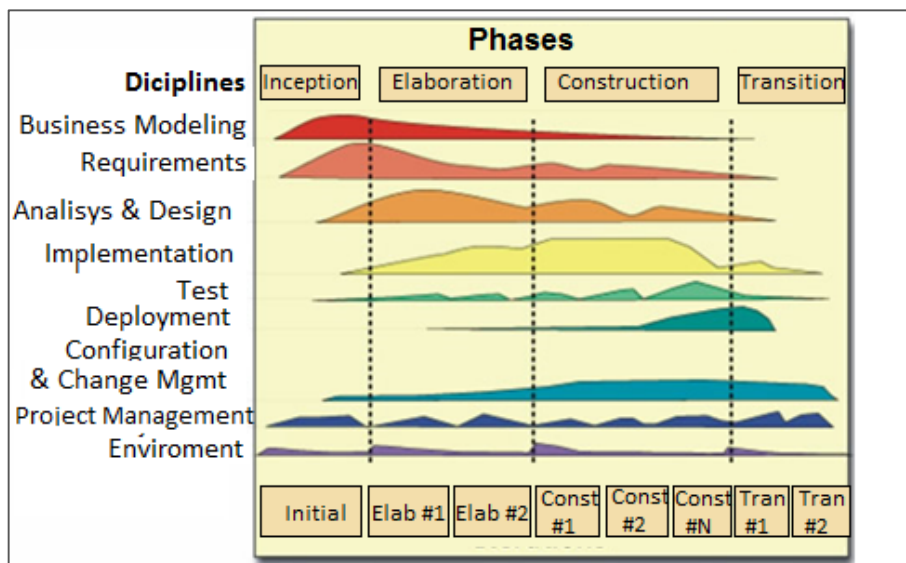 Phases
Diciplines
Inception Elaboration Construction Transition
Business Modeling
Requirements
Analisys & Design
Implementation
Test
Deployment
Configuration
& Change Mgmt
Project Management
Enviroment
Initial Elab #1 Elab #2 Const #1 Const #2 Const #N Tran #1 Tran #2